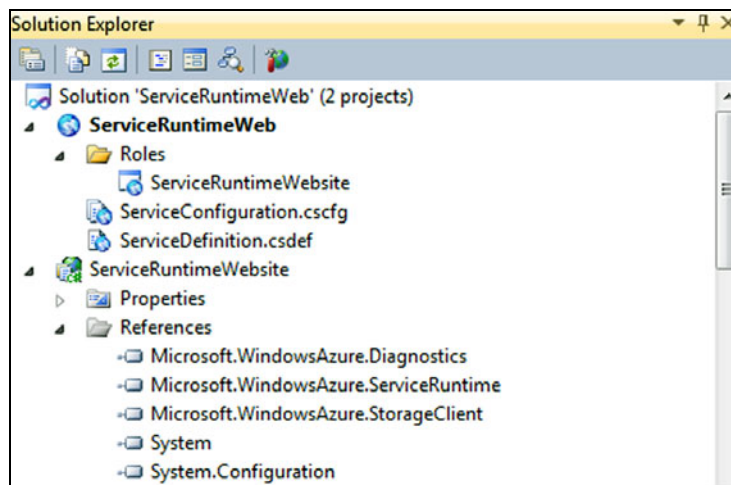 Solution Explorer
Solution 'ServiceRuntimeWeb' (2 projects)
ServiceRuntimeWeb
Roles
ServiceRuntimeWebsite
ServiceConfiguration.cscfg
ServiceDefinition.csdef
ServiceRuntimeWebsite
Properties
References
Microsoft.WindowsAzure.Diagnostics
Microsoft.WindowsAzure.ServiceRuntime
Microsoft.WindowsAzure.StorageClient
System
System.Configuration